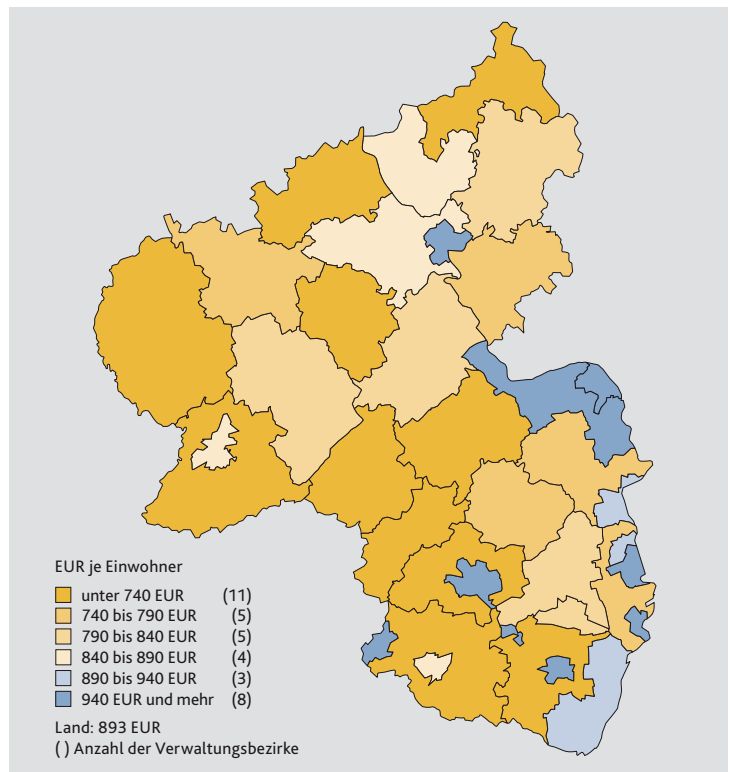 EUR je Einwohner
unter 740 EUR (11)
740 bis 790 EUR (5)
790 bis 840 EUR (5)
840 bis 890 EUR (4)
890 bis 940 EUR (3)
940 EUR und mehr (8)
Land: 893 EUR
( ) Anzahl der Verwaltungsbezirke